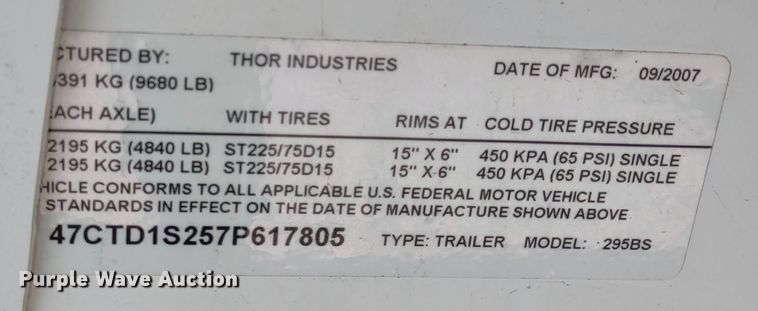 CTURED BY: THOR INDUSTRIES DATE OF MFG: 09/2007
391 KG (9680 LB)
EACH AXLE) WITH TIRES RIMS AT COLD TIRE PRESSURE
2195 KG (4840 LB) ST225/75D15 15" X 6" 450 KPA (65 PSI) SINGLE
2195 KG (4840 LB) ST225/75D15 15" X 6" 450 KPA (65 PSI) SINGLE
HICLE CONFORMS TO ALL APPLICABLE U.S. FEDERAL MOTOR VEHICLE
STANDARDS IN EFFECT ON THE DATE OF MANUFACTURE SHOWN ABOVE
47CTD1S257P617805 TYPE: TRAILER MODEL: 295BS
Purple Wave Auction